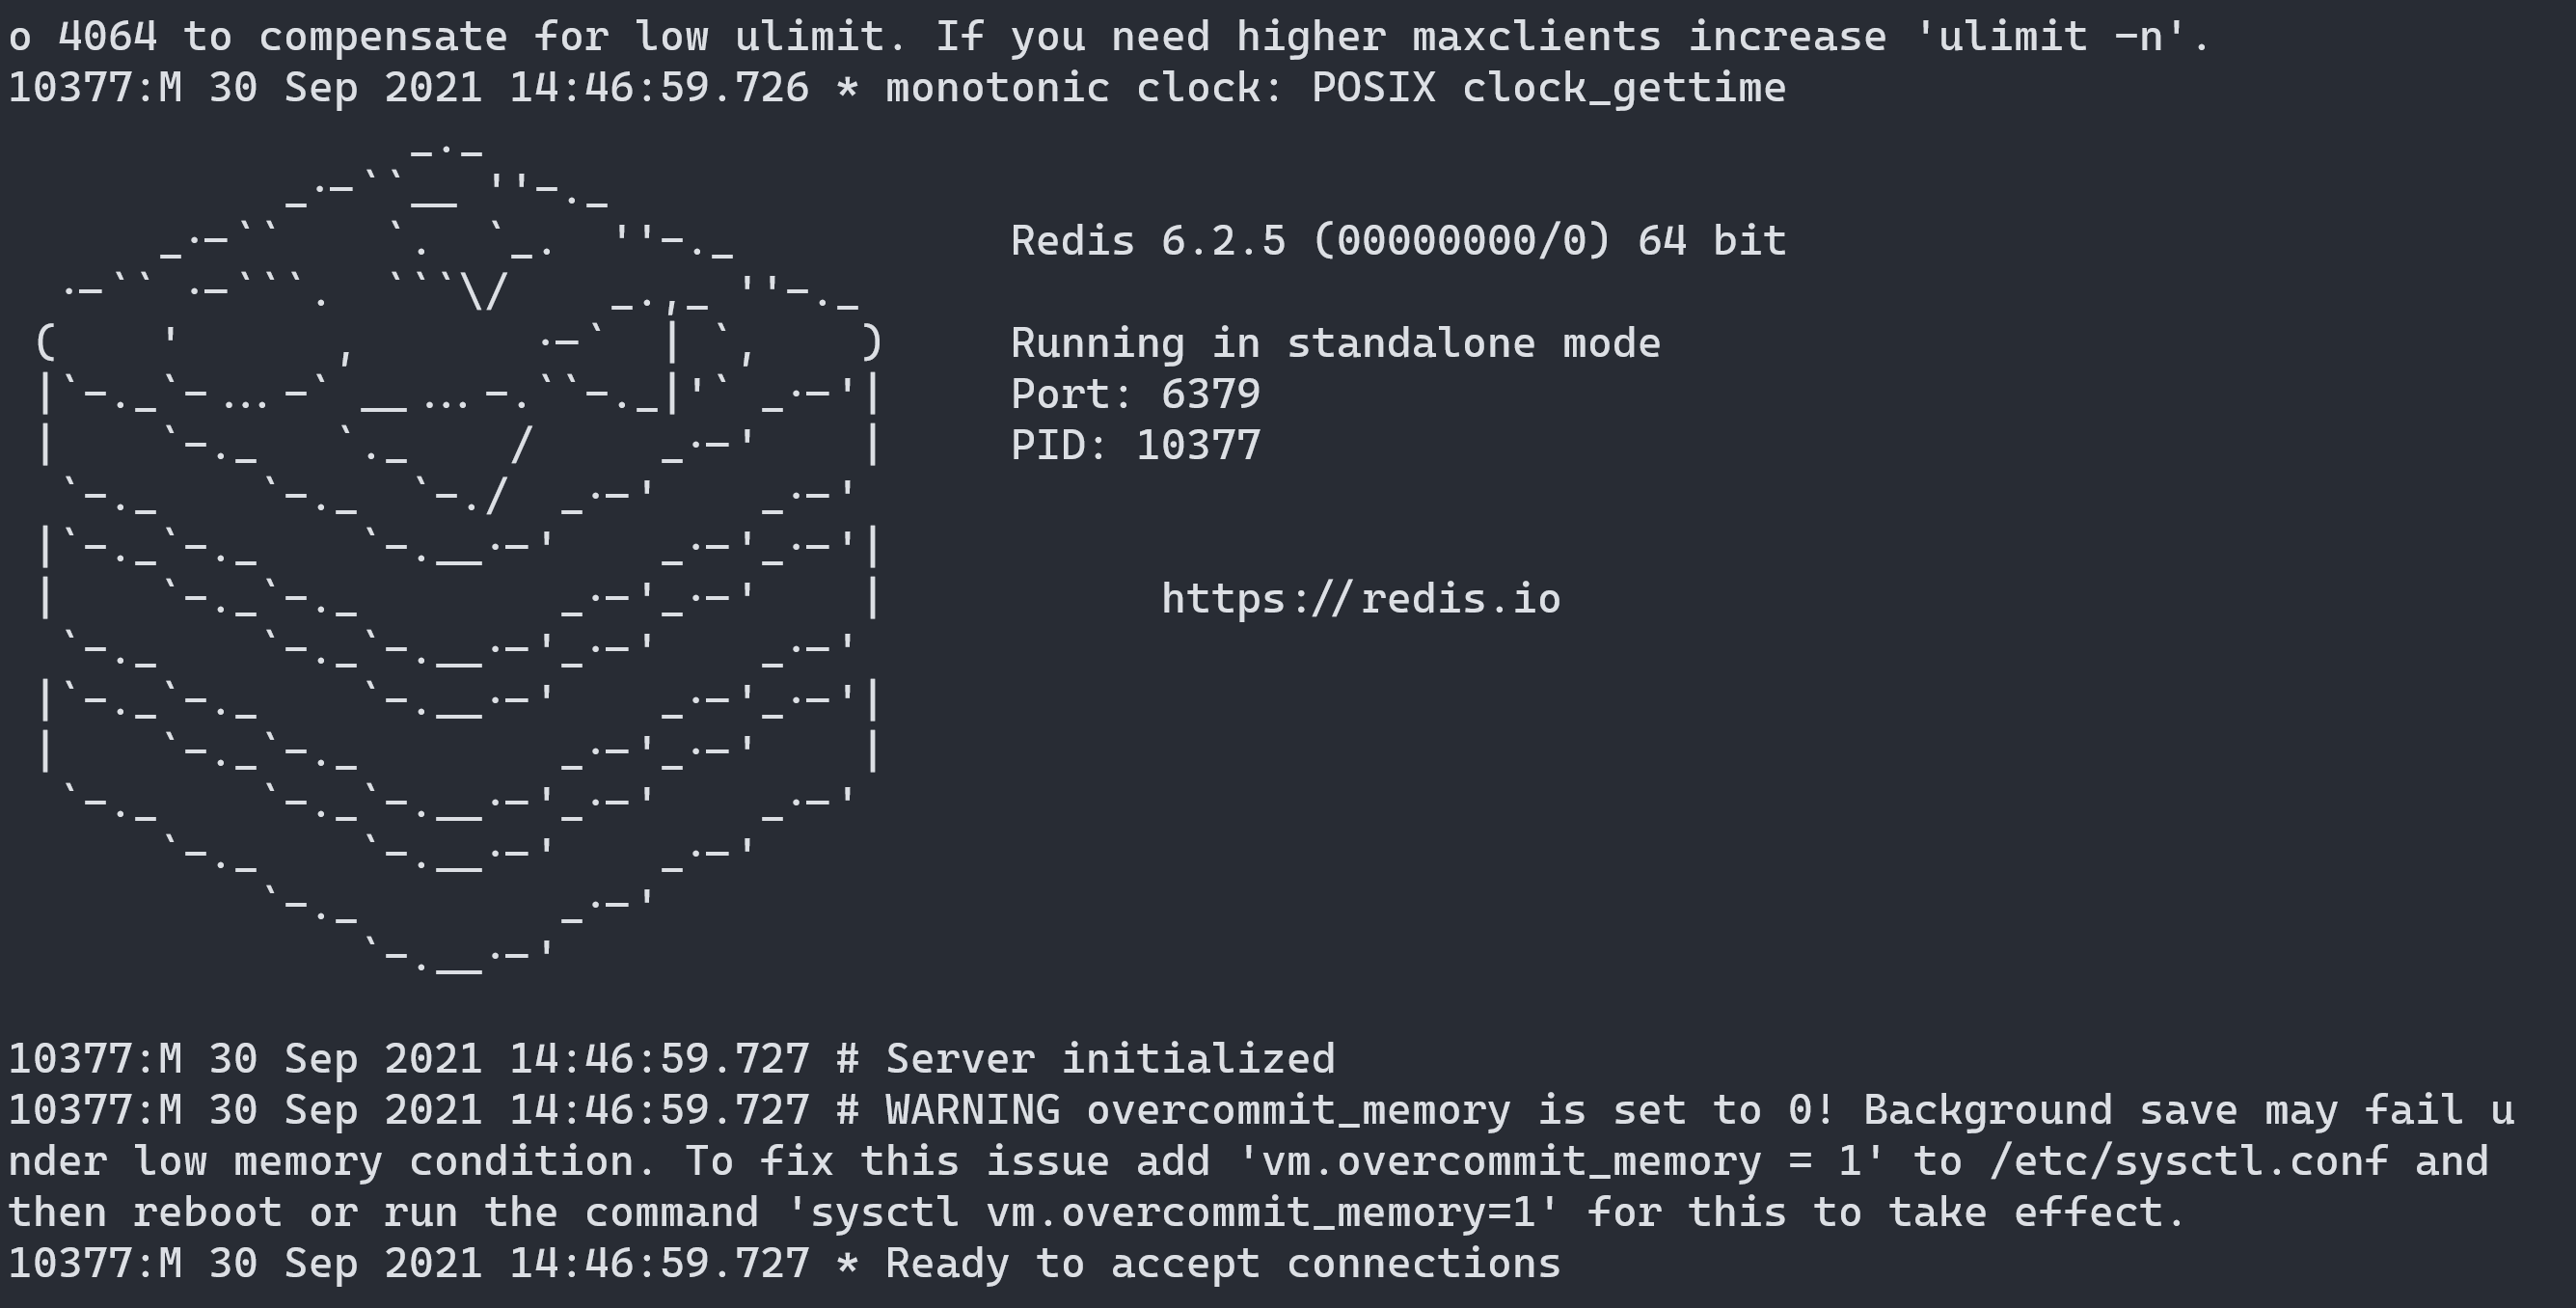 o 4064 to compensate for low ulimit. If you need higher maxclients increase 'ulimit -n'.
10377:M 30 Sep 2021 14:46:59.726 * monotonic clock: POSIX clock_gettime
Redis 6.2.5 (00000000/0) 64 bit
Running in standalone mode
Port: 6379
PID: 10377
https://redis.io
10377:M 30 Sep 2021 14:46:59.727 # Server initialized
10377:M 30 Sep 2021 14:46:59.727 # WARNING overcommit_memory is set to 0! Background save may fail u
nder low memory condition. To fix this issue add 'vm.overcommit_memory = 1' to /etc/sysctl.conf and
then reboot or run the command 'sysctl vm.overcommit_memory=1' for this to take effect.
10377:M 30 Sep 2021 14:46:59.727 * Ready to accept connections